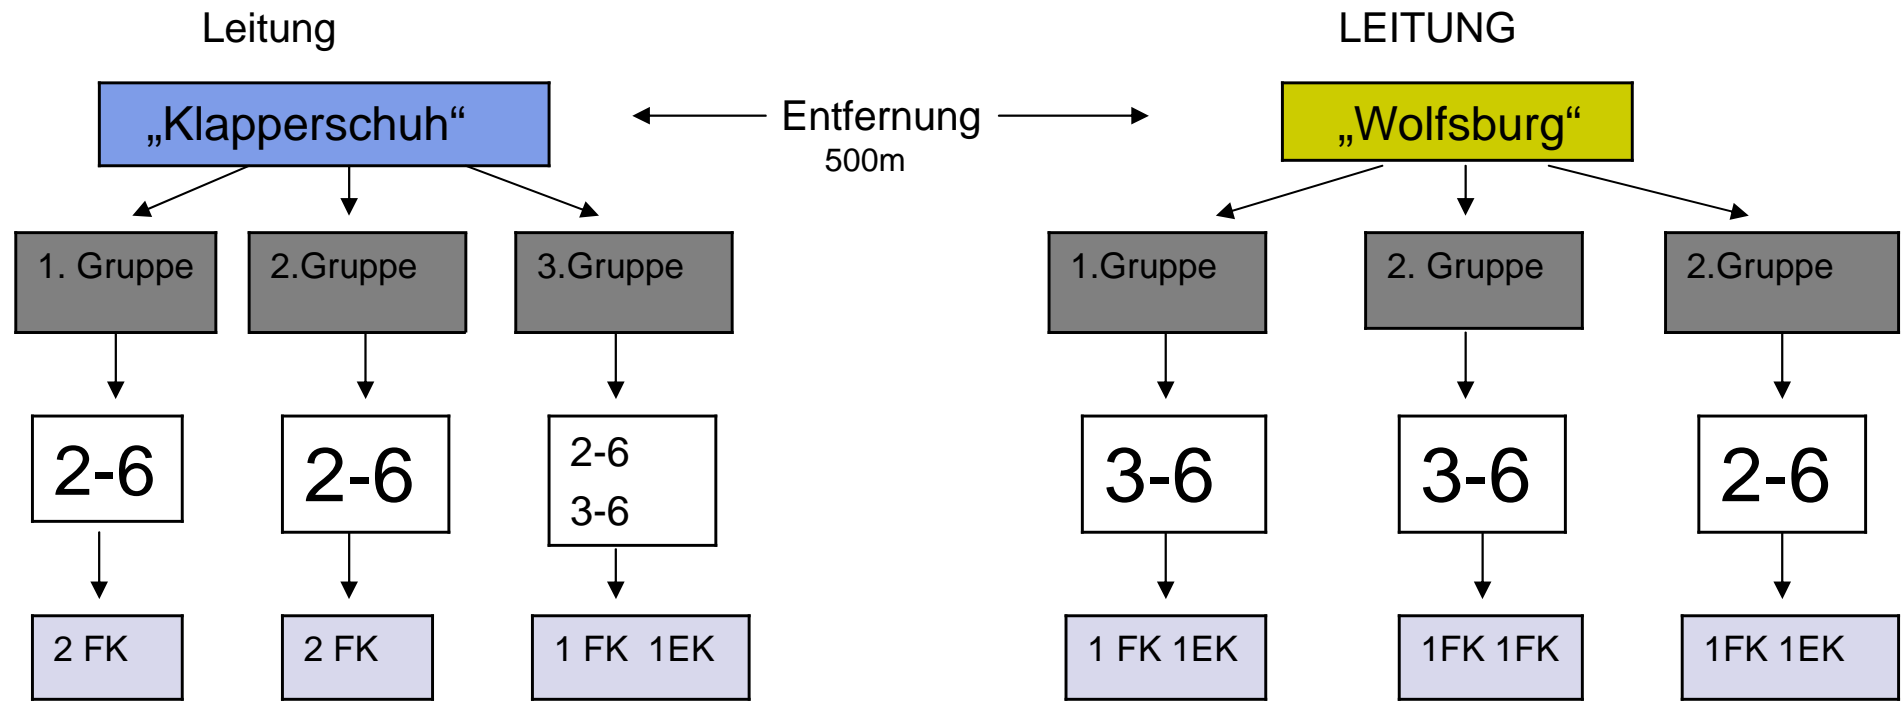 Leitung
LEITUNG
„Klapperschuh“
Entfernung
500m
„Wolfsburg“
1. Gruppe
2.Gruppe
3.Gruppe
1.Gruppe
2. Gruppe
2.Gruppe
2-6
2-6
2-6
3-6
3-6
3-6
2-6
2 FK
2 FK
1 FK 1EK
1 FK 1EK
1FK 1FK
1FK 1EK